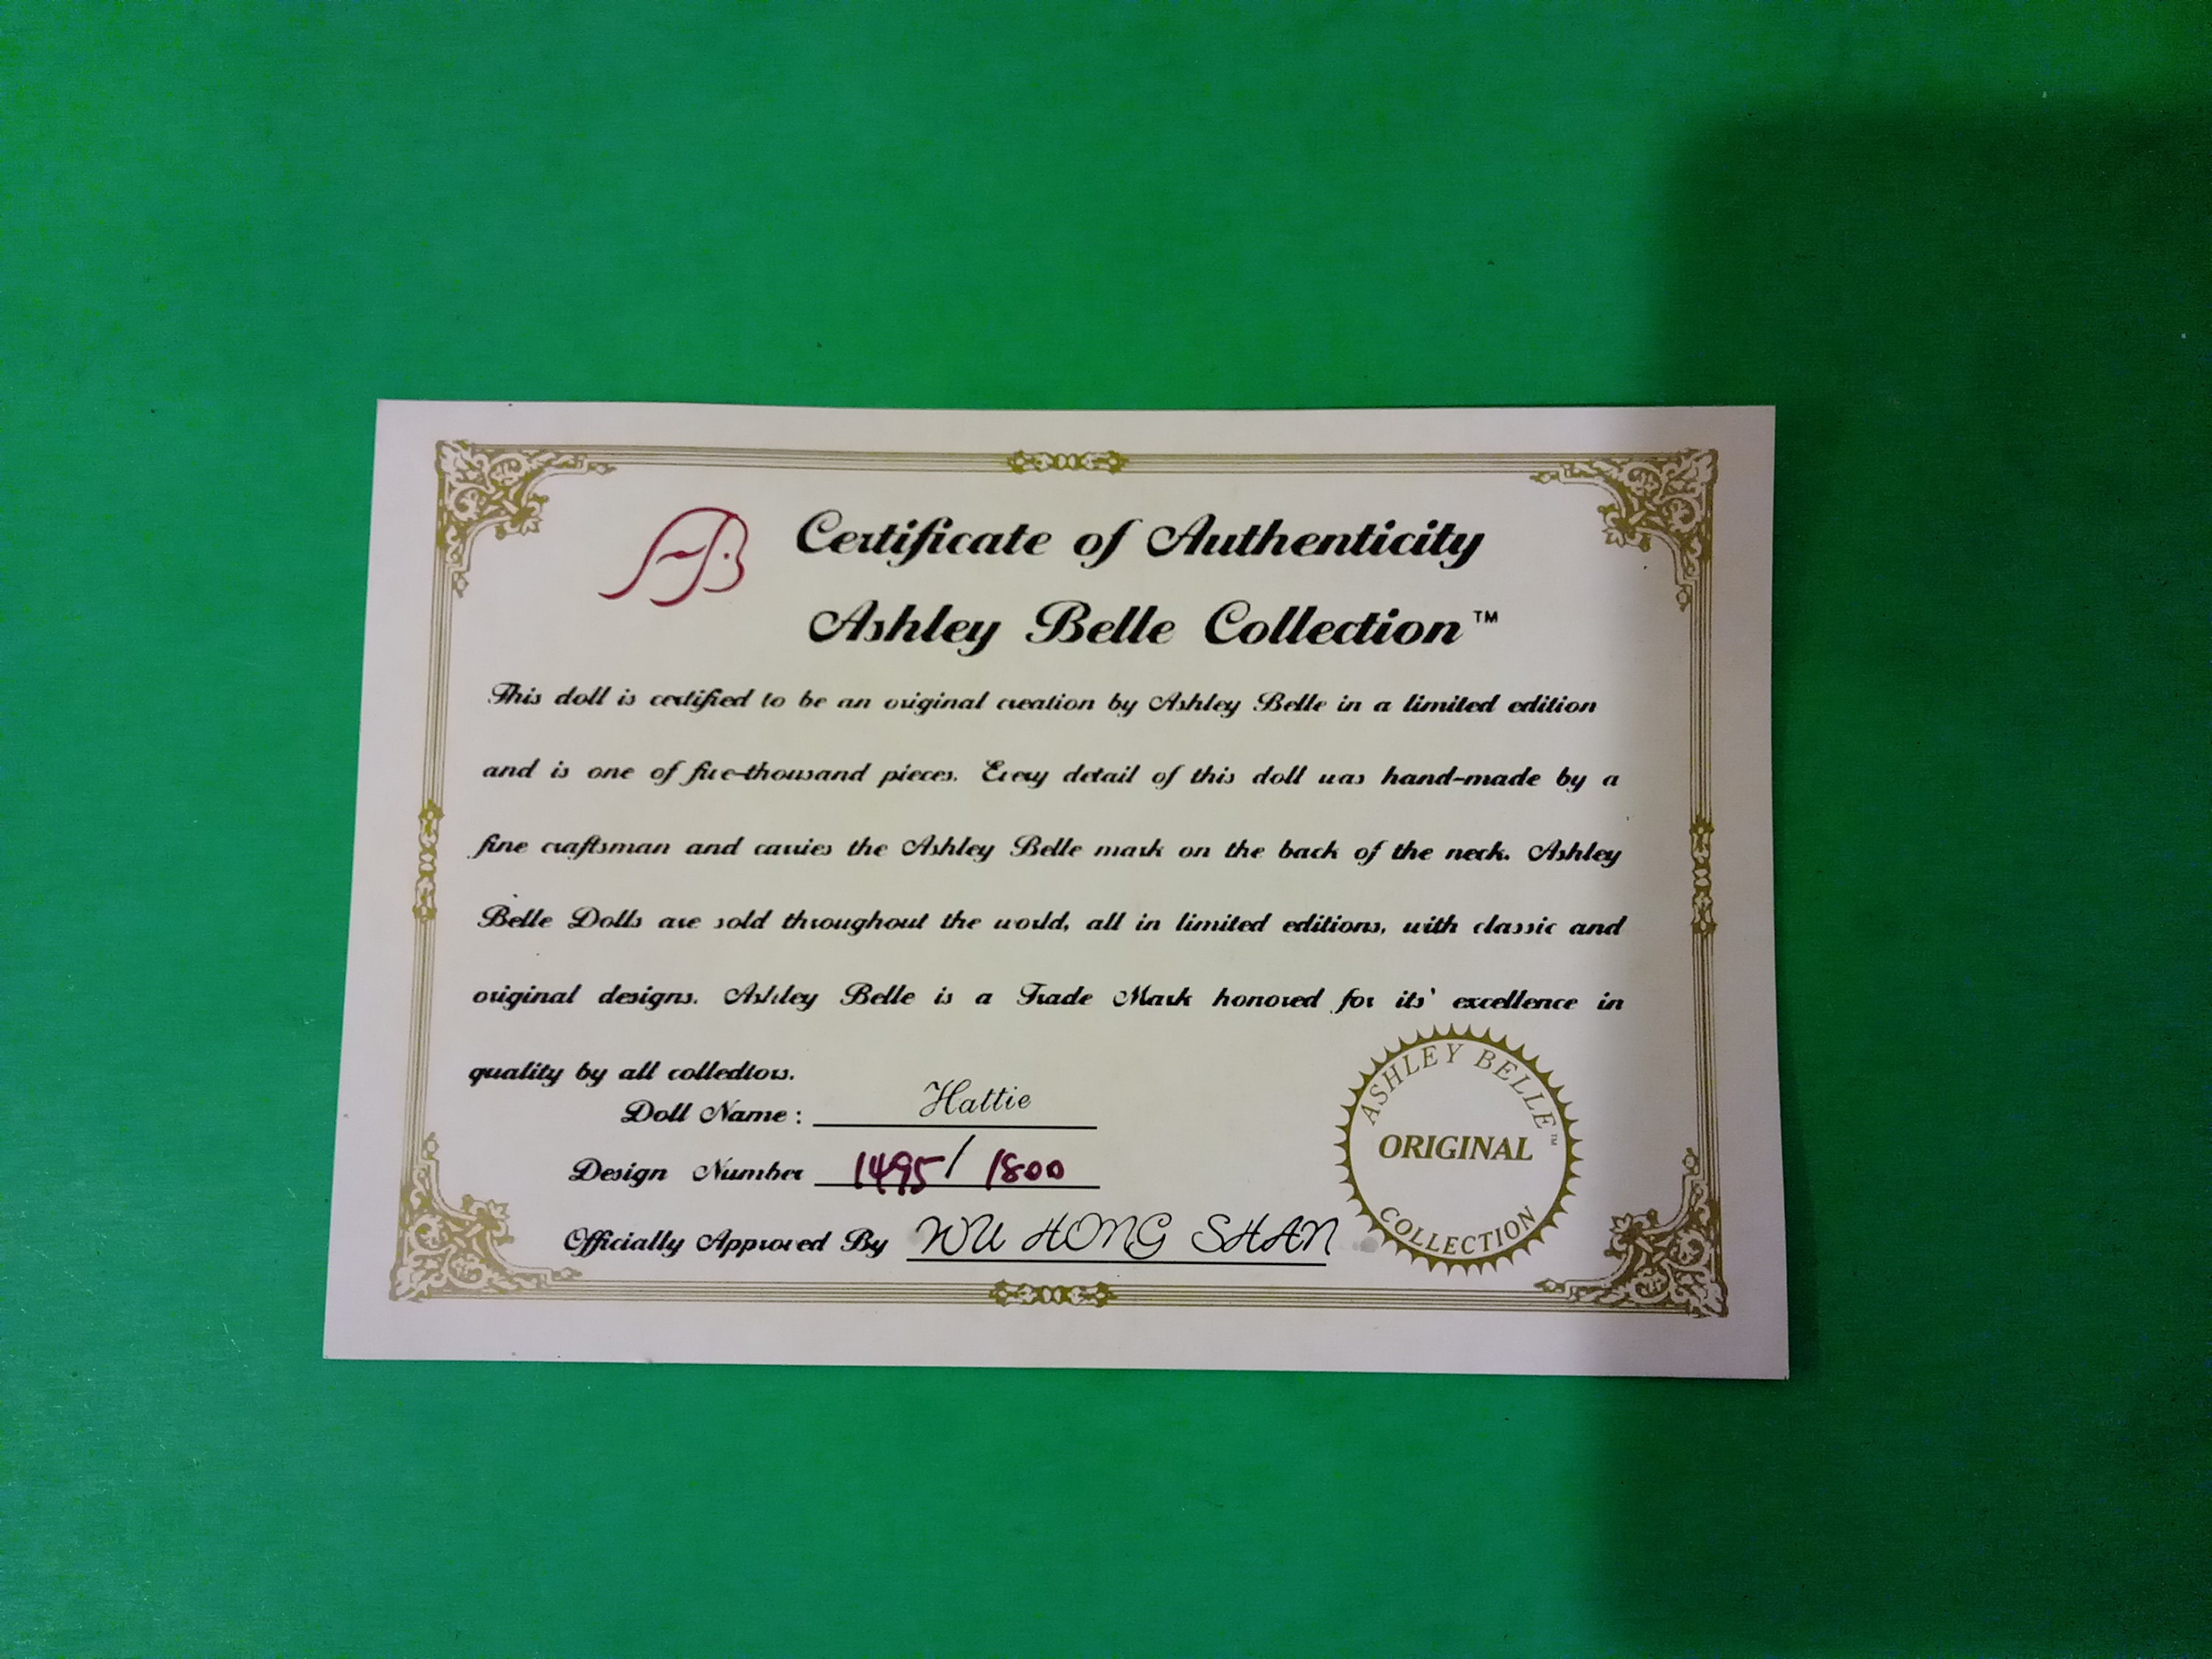 AB
Certificate of Authenticity
Ashley Belle Collection™
This doll is certified to be an original creation by Ashley Belle in a limited edition
and is one of five-thousand pieces. Every detail of this doll was hand-made by a
fine craftsman and carries the Ashley Belle mark on the back of the neck. Ashley
Belle Dolls are sold throughout the world, all in limited editions, with classic and
original designs. Ashley Belle is a Trade Mark honored for its' excellence in
quality by all colledtors.
Doll Name: Hattie
Design Number 1495/1800
Officially Approved By WU HONG SHAN
ASHLEY BELLE™
ORIGINAL
COLLECTION